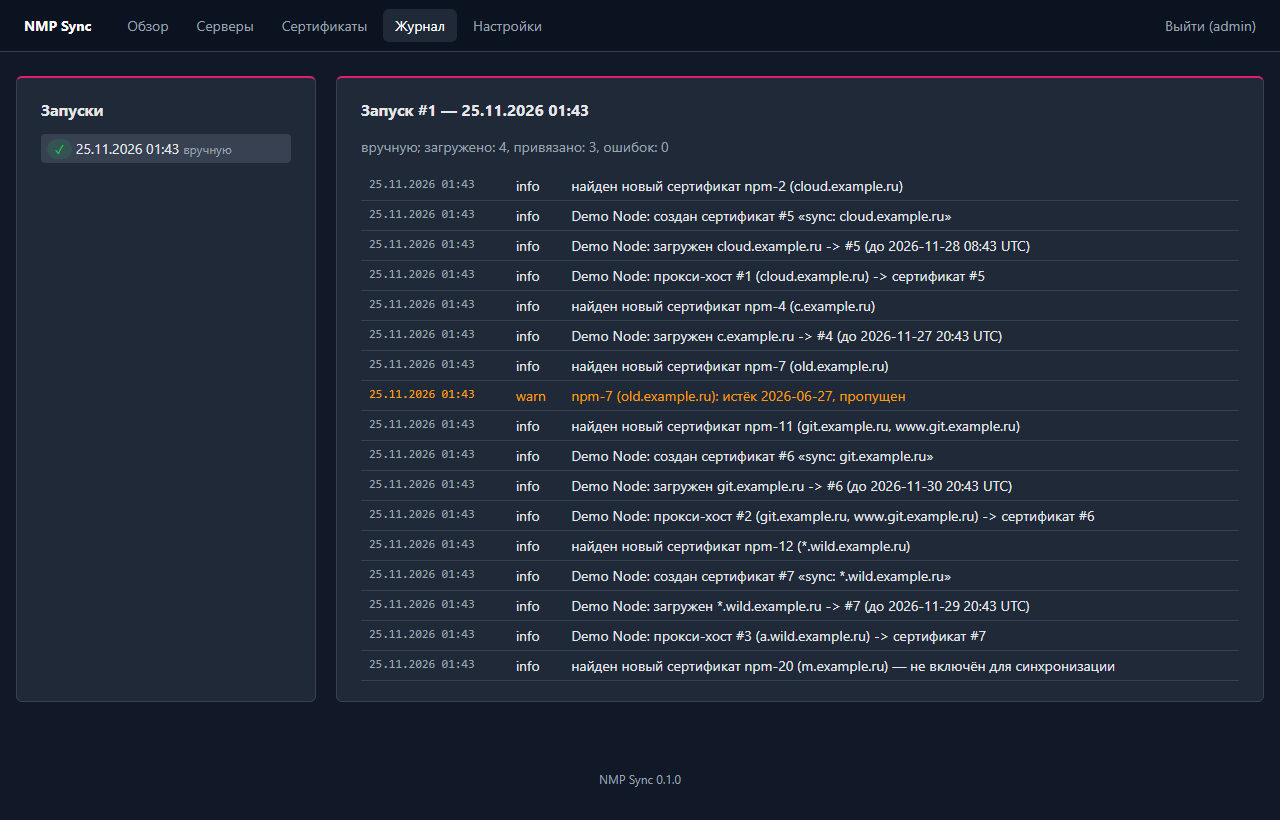 NMP Sync Обзор Серверы Сертификаты Журнал Настройки Выйти (admin)
Запуски
✓ 25.11.2026 01:43 вручную
Запуск #1 — 25.11.2026 01:43
вручную; загружено: 4, привязано: 3, ошибок: 0
25.11.2026 01:43 info найден новый сертификат npm-2 (cloud.example.ru)
25.11.2026 01:43 info Demo Node: создан сертификат #5 «sync: cloud.example.ru»
25.11.2026 01:43 info Demo Node: загружен cloud.example.ru -> #5 (до 2026-11-28 08:43 UTC)
25.11.2026 01:43 info Demo Node: прокси-хост #1 (cloud.example.ru) -> сертификат #5
25.11.2026 01:43 info найден новый сертификат npm-4 (c.example.ru)
25.11.2026 01:43 info Demo Node: загружен c.example.ru -> #4 (до 2026-11-27 20:43 UTC)
25.11.2026 01:43 info найден новый сертификат npm-7 (old.example.ru)
25.11.2026 01:43 warn npm-7 (old.example.ru): истёк 2026-06-27, пропущен
25.11.2026 01:43 info найден новый сертификат npm-11 (git.example.ru, www.git.example.ru)
25.11.2026 01:43 info Demo Node: создан сертификат #6 «sync: git.example.ru»
25.11.2026 01:43 info Demo Node: загружен git.example.ru -> #6 (до 2026-11-30 20:43 UTC)
25.11.2026 01:43 info Demo Node: прокси-хост #2 (git.example.ru, www.git.example.ru) -> сертификат #6
25.11.2026 01:43 info найден новый сертификат npm-12 (*.wild.example.ru)
25.11.2026 01:43 info Demo Node: создан сертификат #7 «sync: *.wild.example.ru»
25.11.2026 01:43 info Demo Node: загружен *.wild.example.ru -> #7 (до 2026-11-29 20:43 UTC)
25.11.2026 01:43 info Demo Node: прокси-хост #3 (a.wild.example.ru) -> сертификат #7
25.11.2026 01:43 info найден новый сертификат npm-20 (m.example.ru) — не включён для синхронизации
NMP Sync 0.1.0